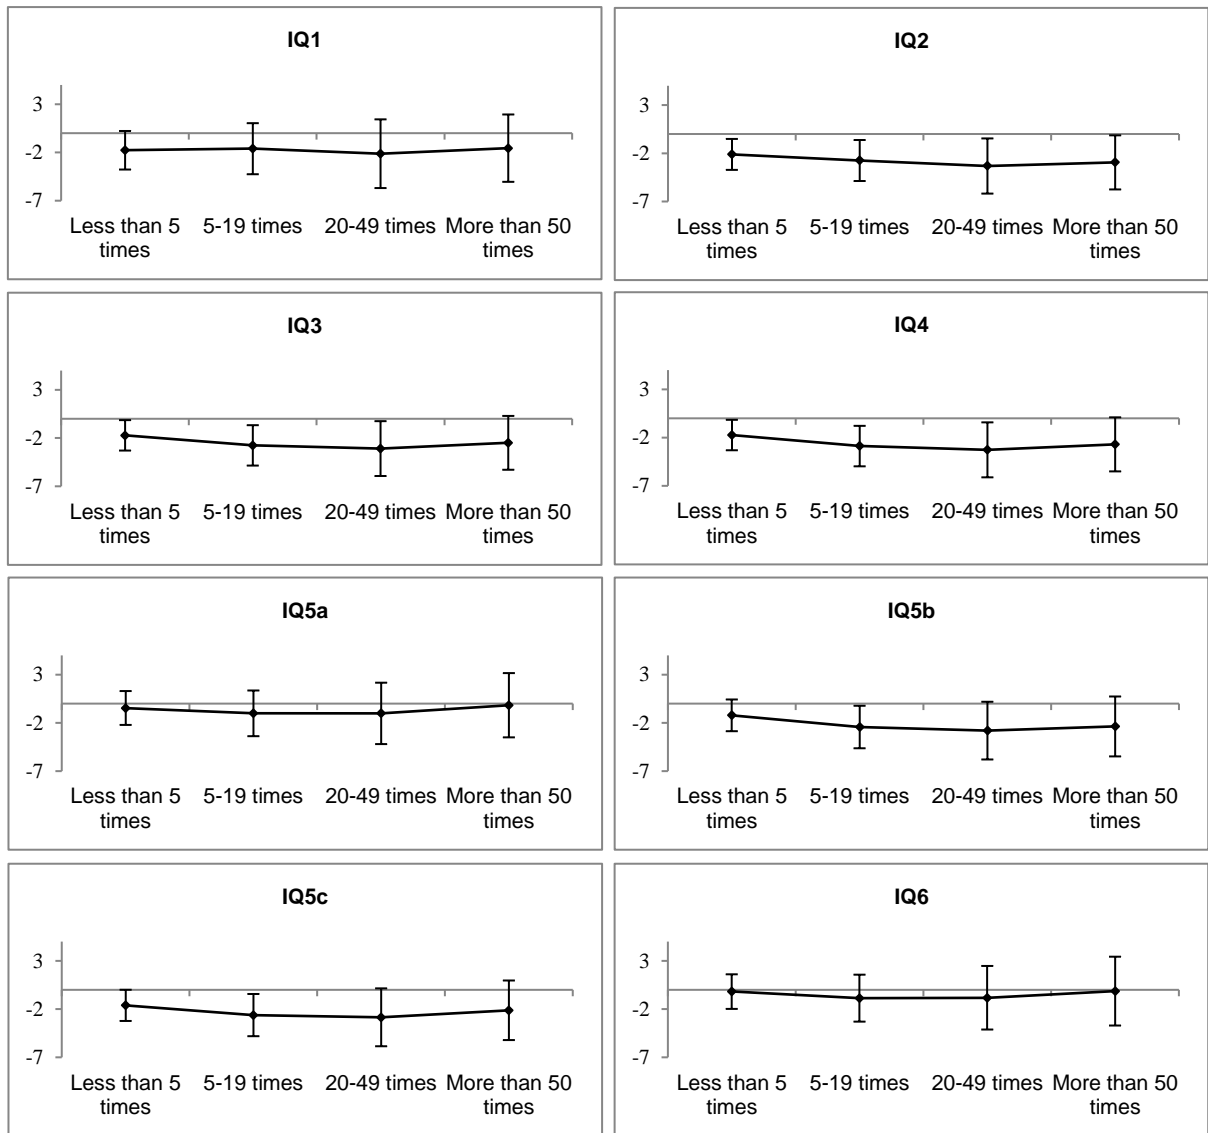 IQ1
3
-2
-7
Less than 5
times
5-19 times
20-49 times
More than 50
times
IQ2
3
-2
-7
Less than 5
times
5-19 times
20-49 times
More than 50
times
IQ3
3
-2
-7
Less than 5
times
5-19 times
20-49 times
More than 50
times
IQ4
3
-2
-7
Less than 5
times
5-19 times
20-49 times
More than 50
times
IQ5a
3
-2
-7
Less than 5
times
5-19 times
20-49 times
More than 50
times
IQ5b
3
-2
-7
Less than 5
times
5-19 times
20-49 times
More than 50
times
IQ5c
3
-2
-7
Less than 5
times
5-19 times
20-49 times
More than 50
times
IQ6
3
-2
-7
Less than 5
times
5-19 times
20-49 times
More than 50
times